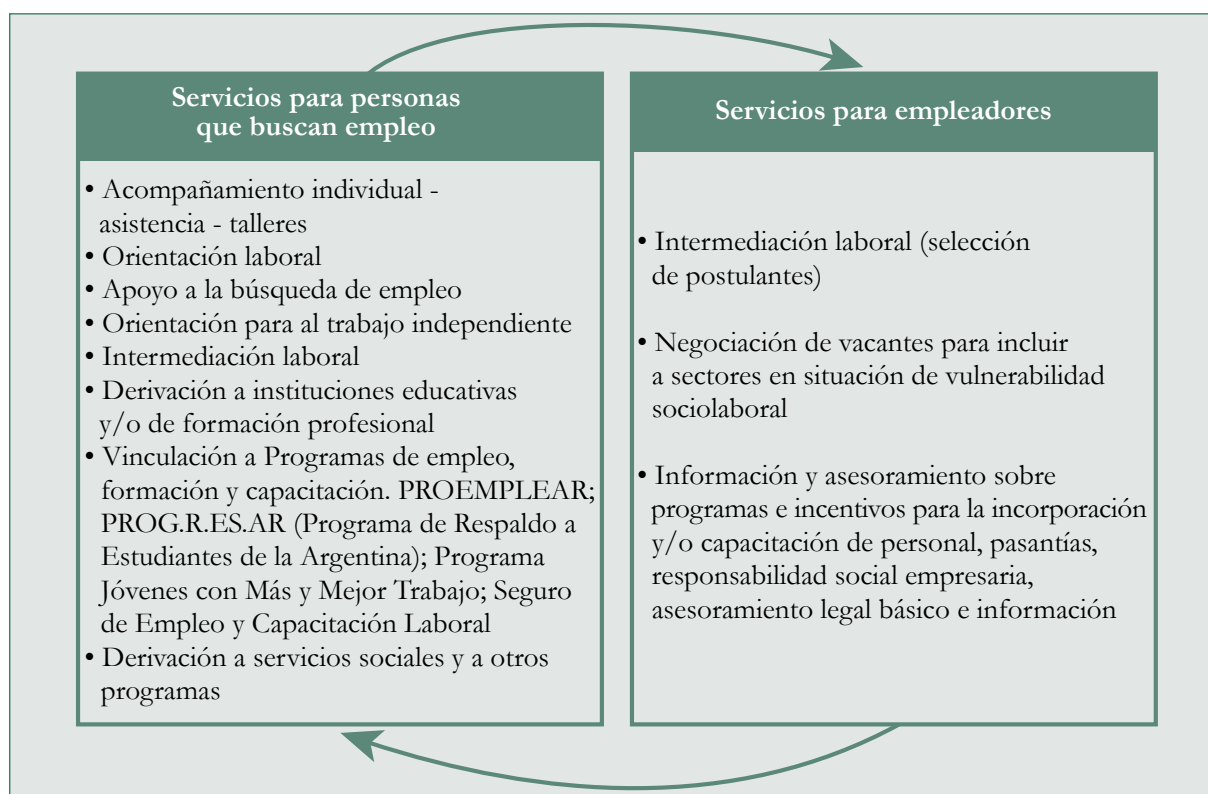 Servicios para personas
que buscan empleo
• Acompañamiento individual -
asistencia - talleres
• Orientación laboral
• Apoyo a la búsqueda de empleo
• Orientación para al trabajo independiente
• Intermediación laboral
• Derivación a instituciones educativas
y/o de formación profesional
• Vinculación a Programas de empleo,
formación y capacitación. PROEMPLEAR;
PROG.R.ES.AR (Programa de Respaldo a
Estudiantes de la Argentina); Programa
Jóvenes con Más y Mejor Trabajo; Seguro
de Empleo y Capacitación Laboral
• Derivación a servicios sociales y a otros
programas
Servicios para empleadores
• Intermediación laboral (selección
de postulantes)
• Negociación de vacantes para incluir
a sectores en situación de vulnerabilidad
sociolaboral
• Información y asesoramiento sobre
programas e incentivos para la incorporación
y/o capacitación de personal, pasantías,
responsabilidad social empresaria,
asesoramiento legal básico e información